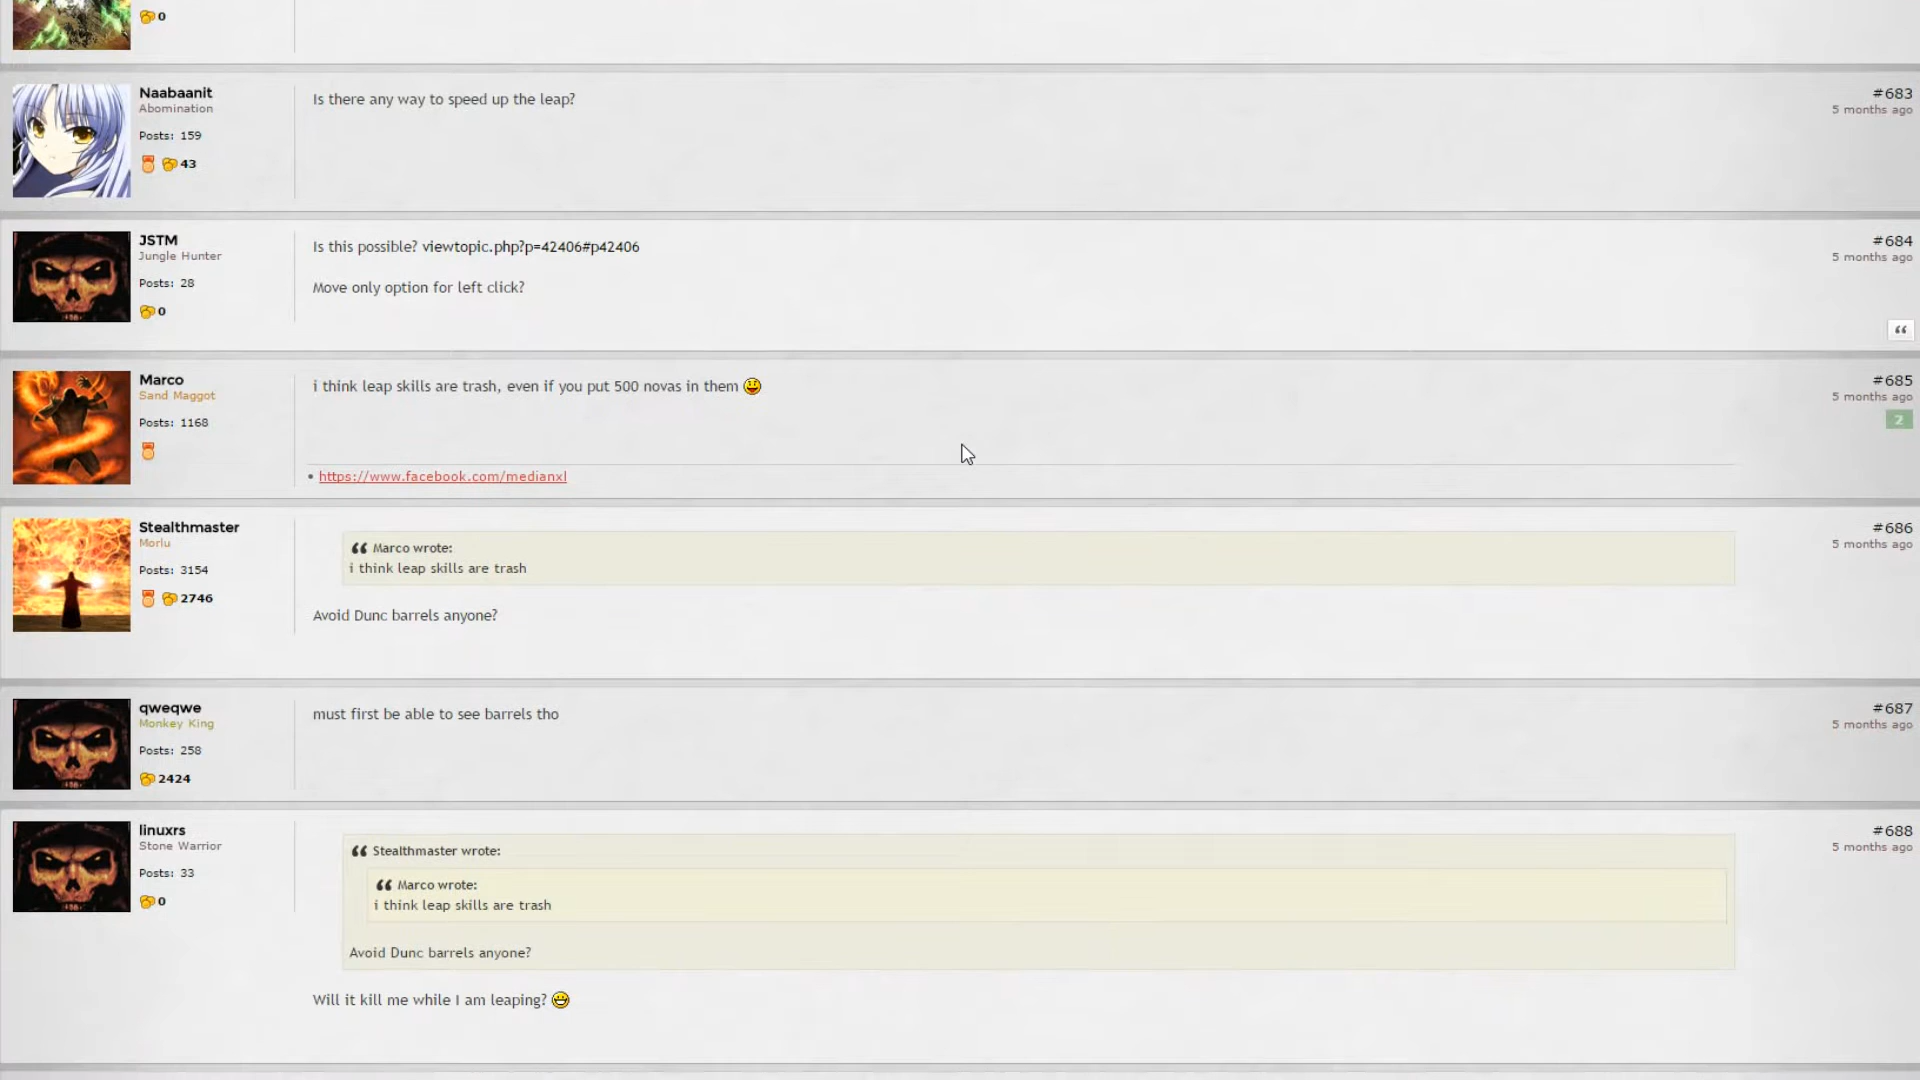 0
Naabaanit
Abomination
Posts: 159
43
Is there any way to speed up the leap?
#683
5 months ago
JSTM
Jungle Hunter
Posts: 28
0
Is this possible? viewtopic.php?p=42406#p42406
Move only option for left click?
#684
5 months ago
Marco
Sand Maggot
Posts: 1168
i think leap skills are trash, even if you put 500 novas in them
• https://www.facebook.com/medianxl
#685
5 months ago
2
Stealthmaster
Morlu
Posts: 3154
2746
Marco wrote:
i think leap skills are trash
Avoid Dunc barrels anyone?
#686
5 months ago
qweqwe
Monkey King
Posts: 258
2424
must first be able to see barrels tho
#687
5 months ago
linuxrs
Stone Warrior
Posts: 33
0
Stealthmaster wrote:
Marco wrote:
i think leap skills are trash
Avoid Dunc barrels anyone?
Will it kill me while I am leaping?
#688
5 months ago